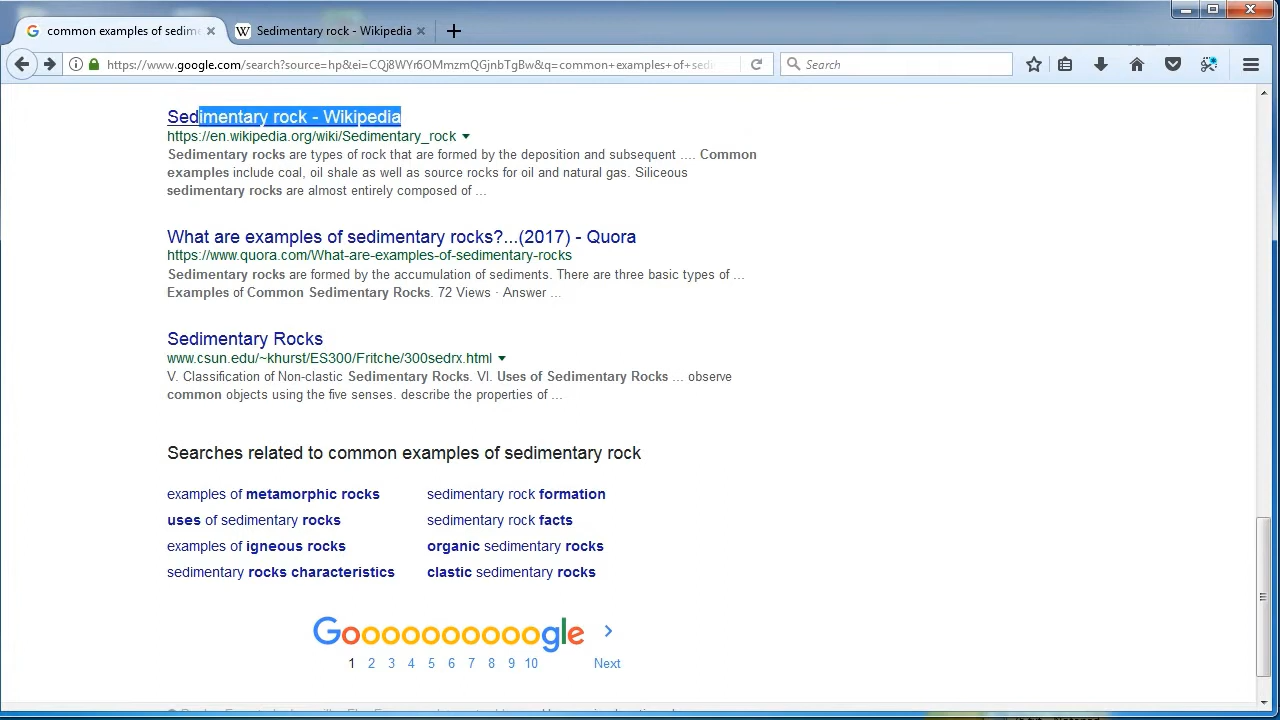 common examples of sedim
Sedimentary rock - Wikipedia
https://www.google.com/search?source=hp&ei=CQj8WYr6OMmzmQGjnbTgBw&q=common+examples+of+sed
Search
Sedimentary rock - Wikipedia
https://en.wikipedia.org/wiki/Sedimentary_rock
Sedimentary rocks are types of rock that are formed by the deposition and subsequent .... Common
examples include coal, oil shale as well as source rocks for oil and natural gas. Siliceous
sedimentary rocks are almost entirely composed of ...
What are examples of sedimentary rocks?...(2017) - Quora
https://www.quora.com/What-are-examples-of-sedimentary-rocks
Sedimentary rocks are formed by the accumulation of sediments. There are three basic types of ...
Examples of Common Sedimentary Rocks. 72 Views · Answer ...
Sedimentary Rocks
www.csun.edu/~khurst/ES300/Fritche/300sedrx.html
V. Classification of Non-clastic Sedimentary Rocks. VI. Uses of Sedimentary Rocks ... observe
common objects using the five senses. describe the properties of ...
Searches related to common examples of sedimentary rock
examples of metamorphic rocks sedimentary rock formation
uses of sedimentary rocks sedimentary rock facts
examples of igneous rocks organic sedimentary rocks
sedimentary rocks characteristics clastic sedimentary rocks
Goooooooooogle
1 2 3 4 5 6 7 8 9 10 Next